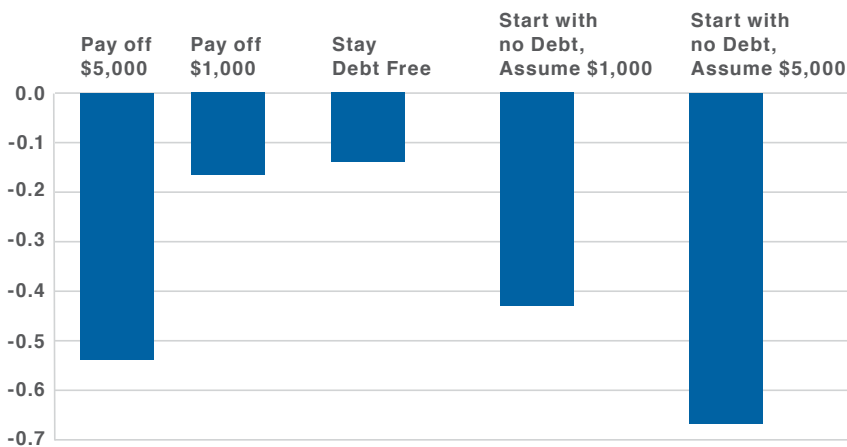 Pay off
$5,000
Pay off
$1,000
Stay
Debt Free
Start with
no Debt,
Assume $1,000
Start with
no Debt,
Assume $5,000
0.0
-0.1
-0.2
-0.3
-0.4
-0.5
-0.6
-0.7